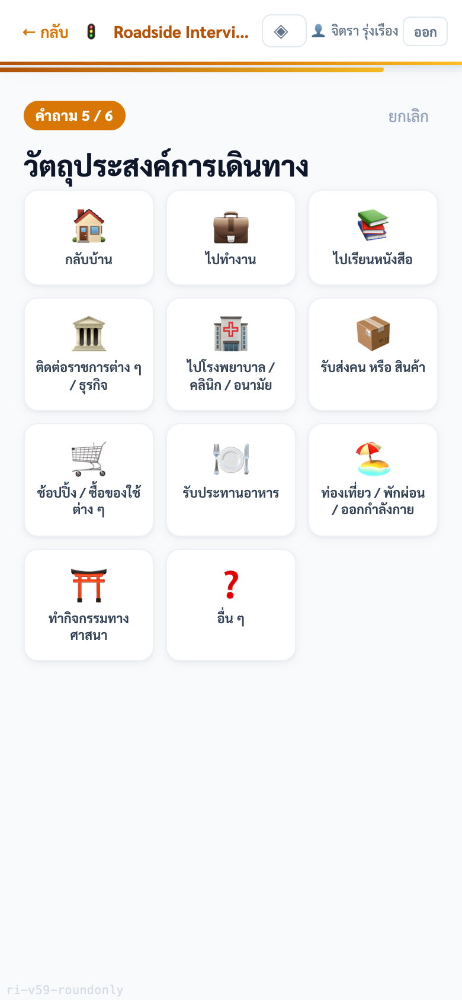 ← กลับ Roadside Intervi... จิตรา รุ่งเรือง ออก
คำถาม 5 / 6 ยกเลิก
วัตถุประสงค์การเดินทาง
กลับบ้าน
ไปทำงาน
ไปเรียนหนังสือ
ติดต่อราชการต่าง ๆ
/ ธุรกิจ
ไปโรงพยาบาล /
คลินิก / อนามัย
รับส่งคน หรือ สินค้า
ช้อปปิ้ง / ซื้อของใช้
ต่าง ๆ
รับประทานอาหาร
ท่องเที่ยว / พักผ่อน
/ ออกกำลังกาย
ทำกิจกรรมทาง
ศาสนา
อื่น ๆ
ri-v59-roundonly